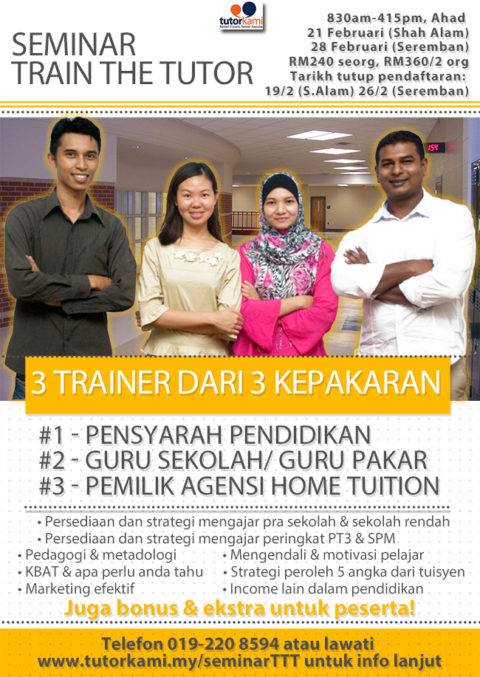 tutorkami
SEMINAR
TRAIN THE TUTOR
830am-415pm, Ahad
21 Februari (Shah Alam)
28 Februari (Seremban)
RM240 seorg, RM360/2 org
Tarikh tutup pendaftaran:
19/2 (S.Alam) 26/2 (Seremban)
3 TRAINER DARI 3 KEPAKARAN
#1 - PENSYARAH PENDIDIKAN
#2 - GURU SEKOLAH/ GURU PAKAR
#3 - PEMILIK AGENSI HOME TUITION
• Persediaan dan strategi mengajar pra sekolah & sekolah rendah
• Persediaan dan strategi mengajar peringkat PT3 & SPM
• Pedagogi & metadologi
• Mengendali & motivasi pelajar
• KBAT & apa perlu anda tahu
• Strategi peroleh 5 angka dari tuisyen
• Marketing efektif
• Income lain dalam pendidikan
Juga bonus & ekstra untuk peserta!
Telefon 019-220 8594 atau lawati
www.tutorkami.my/seminarTTT untuk info lanjut